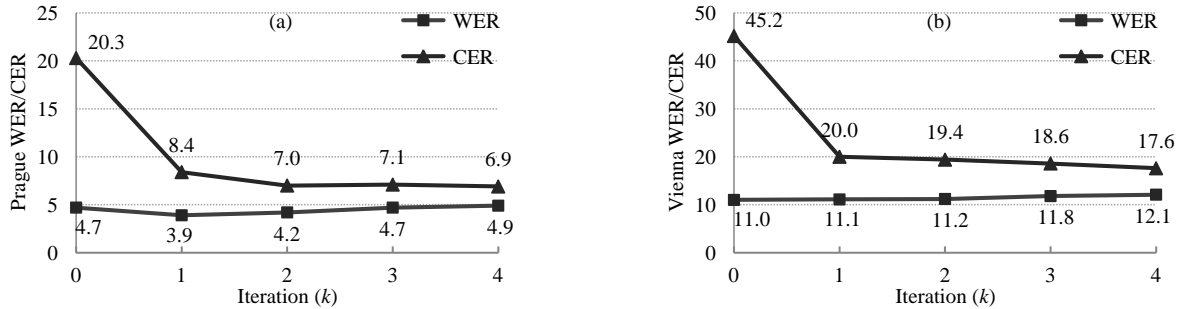 (a)
WER
CER
Prague WER/CER
25
20
15
10
5
0
20.3
8.4
7.0
7.1
6.9
4.7
3.9
4.2
4.7
4.9
0 1 2 3 4
Iteration (k)
(b)
WER
CER
Vienna WER/CER
50
40
30
20
10
0
45.2
20.0
19.4
18.6
17.6
11.0
11.1
11.2
11.8
12.1
0 1 2 3 4
Iteration (k)